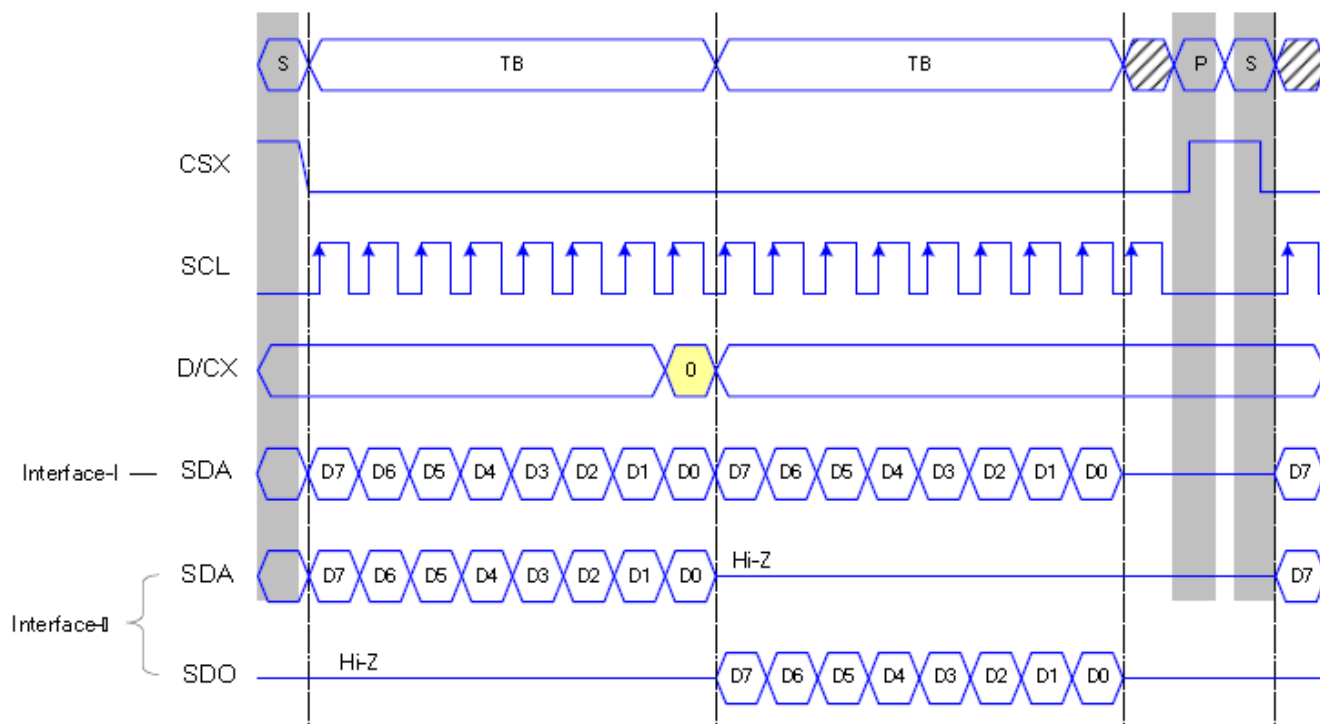 S TB TB P S
CSX
SCL
D/CX 0
Interface-I SDA D7 D6 D5 D4 D3 D2 D1 D0 D7 D6 D5 D4 D3 D2 D1 D0 D7
SDA D7 D6 D5 D4 D3 D2 D1 D0 Hi-Z D7
Interface-II
SDO Hi-Z D7 D6 D5 D4 D3 D2 D1 D0